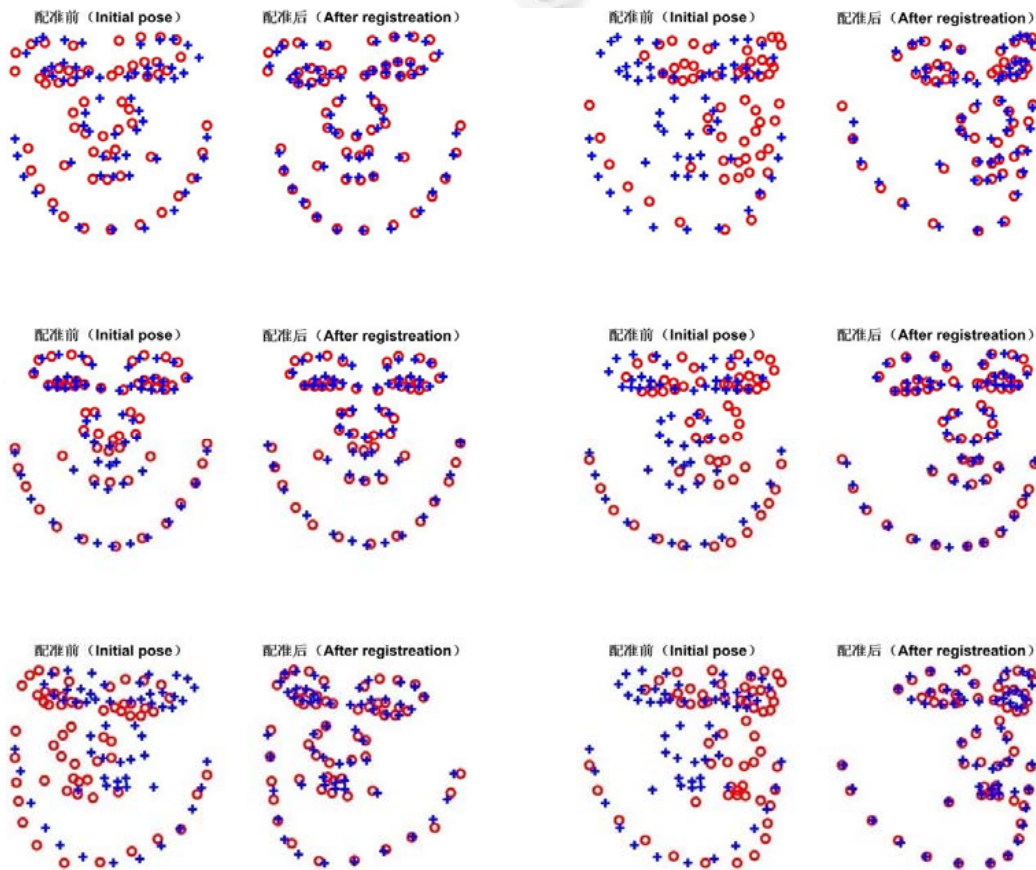 配准前（Initial pose） 配准后（After registreation） 配准前（Initial pose） 配准后（After registreation）
配准前（Initial pose） 配准后（After registreation） 配准前（Initial pose） 配准后（After registreation）
配准前（Initial pose） 配准后（After registreation） 配准前（Initial pose） 配准后（After registreation）